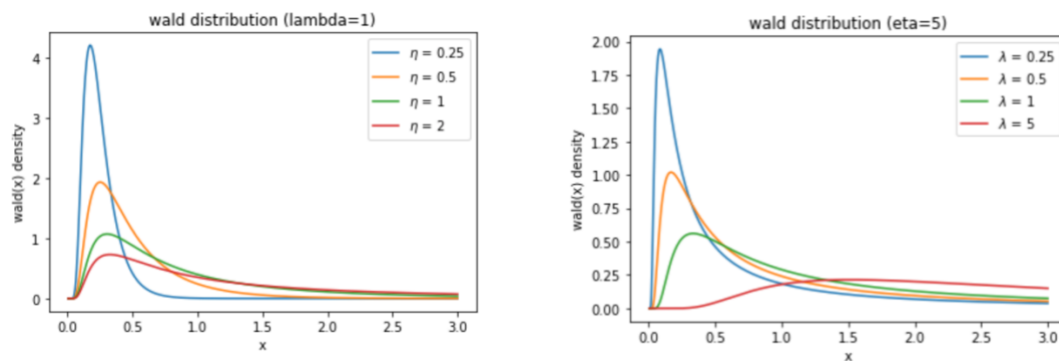 wald distribution (lambda=1)
4
3
2
1
0
wald(x) density
η = 0.25
η = 0.5
η = 1
η = 2
0.0 0.5 1.0 1.5 2.0 2.5 3.0
x
wald distribution (eta=5)
2.00
1.75
1.50
1.25
1.00
0.75
0.50
0.25
0.00
wald(x) density
λ = 0.25
λ = 0.5
λ = 1
λ = 5
0.0 0.5 1.0 1.5 2.0 2.5 3.0
x